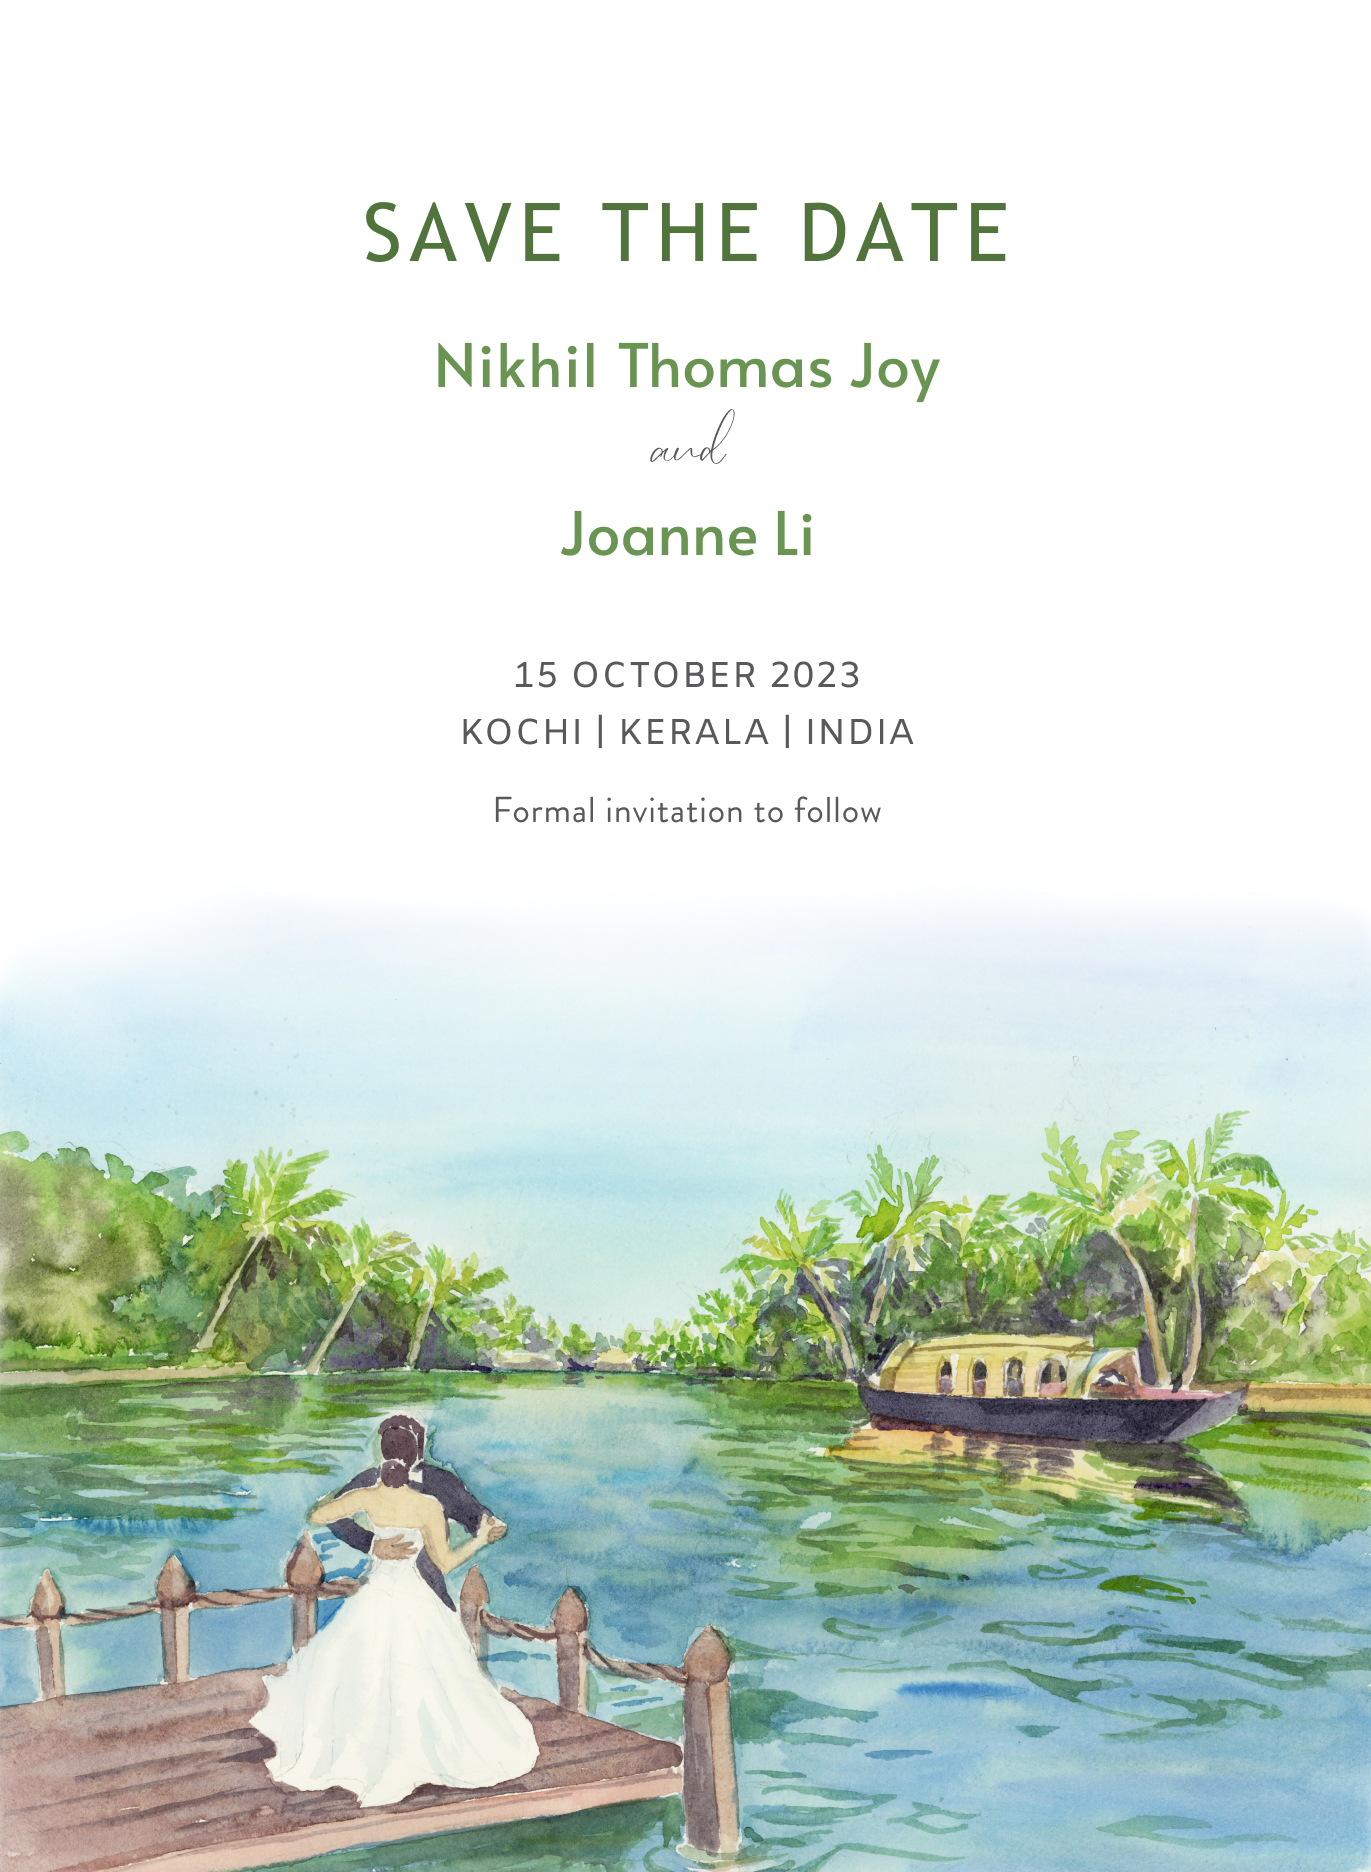 SAVE THE DATE
Nikhil Thomas Joy
and
Joanne Li
15 OCTOBER 2023
KOCHI | KERALA | INDIA
Formal invitation to follow